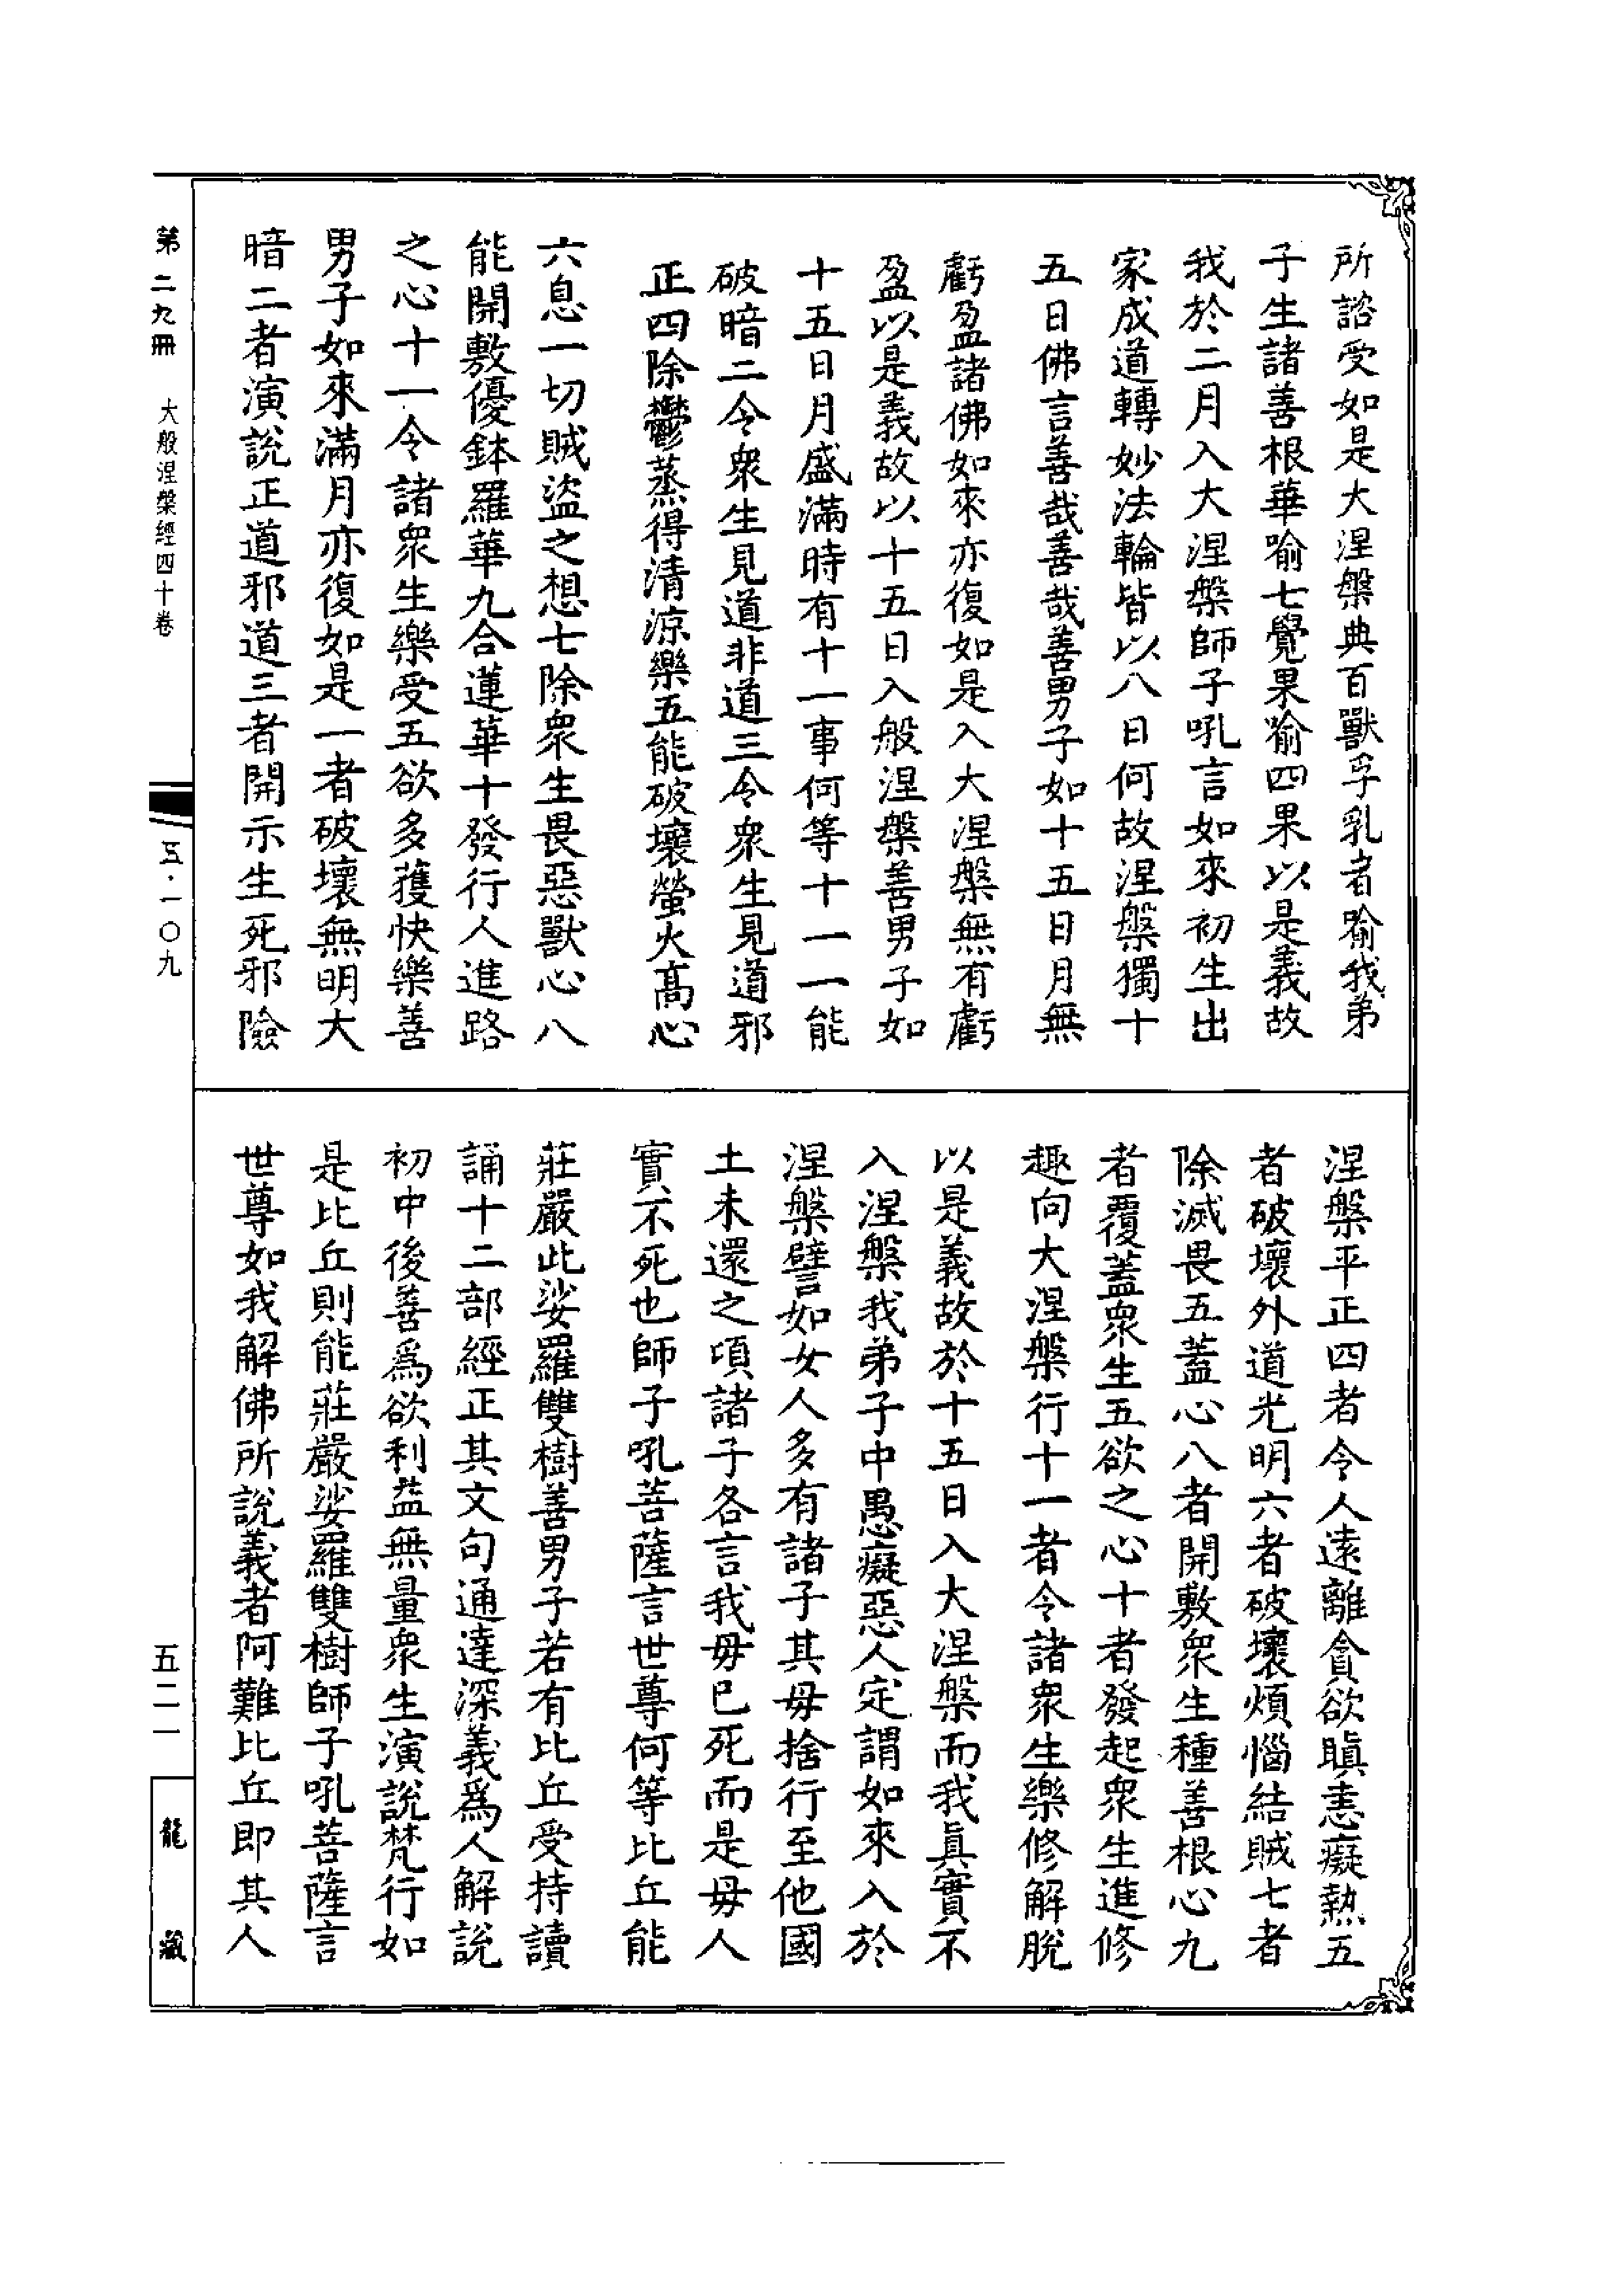 所諮受如是大涅槃典百獸孚乳者喻我弟
子生諸善根華喻七覺果喻四果以是義故
我於二月入大涅槃師子吼言如來初生出
家成道轉妙法輪皆以八日何故涅槃獨十
五日佛言善哉善哉善男子如十五日月無
虧盈諸佛如來亦復如是入大涅槃無有虧
盈以是義故以十五日入般涅槃善男子如
十五日月盛滿時有十一事何等十一一能
破暗二令衆生見道非道三令衆生見道邪
正四除鬱蒸得清涼樂五能破壞螢火高心
六息一切賊盜之想七除衆生畏惡獸心八
能開敷優鉢羅華九合蓮華十發行人進路
之心十一令諸衆生樂受五欲多獲快樂善
男子如來滿月亦復如是一者破壞無明大
暗二者演說正道邪道三者開示生死邪險
涅槃平正四者令人遠離貪欲瞋恚癡熱五
者破壞外道光明六者破壞煩惱結賊七者
除滅畏五蓋心八者開敷衆生種善根心九
者覆蓋衆生五欲之心十者發起衆生進修
趣向大涅槃行十一者令諸衆生樂修解脫
以是義故於十五日入大涅槃而我眞實不
入涅槃我弟子中愚癡惡人定謂如來入於
涅槃譬如女人多有諸子其母捨行至他國
土未還之頃諸子各言我母已死而是母人
實不死也師子吼菩薩言世尊何等比丘能
莊嚴此娑羅雙樹善男子若有比丘受持讀
誦十二部經正其文句通達深義爲人解說
初中後善爲欲利益無量衆生演說梵行如
是比丘則能莊嚴娑羅雙樹師子吼菩薩言
世尊如我解佛所說義者阿難比丘即其人
第二九冊 大般涅槃經四十卷
五·一〇九
五二一
龍藏